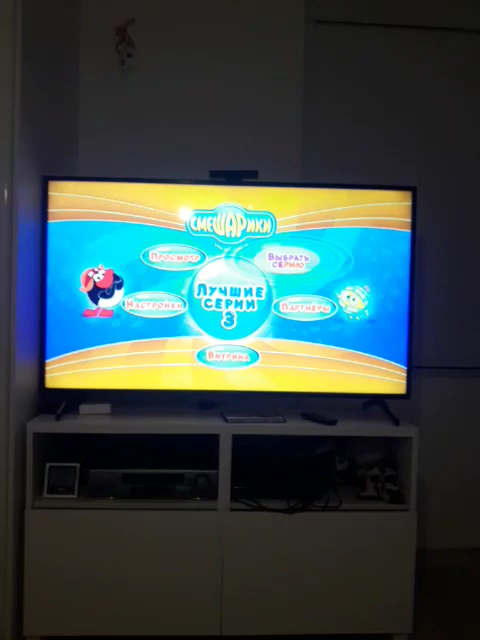 СМЕШАРИКИ
ПРОСМОТР
ВЫБРАТЬ
СЕРИЮ
ЛУЧШИЕ
СЕРИИ
3
НАСТРОЙКИ
ПАРТНЕРЫ
ВИТРИНА